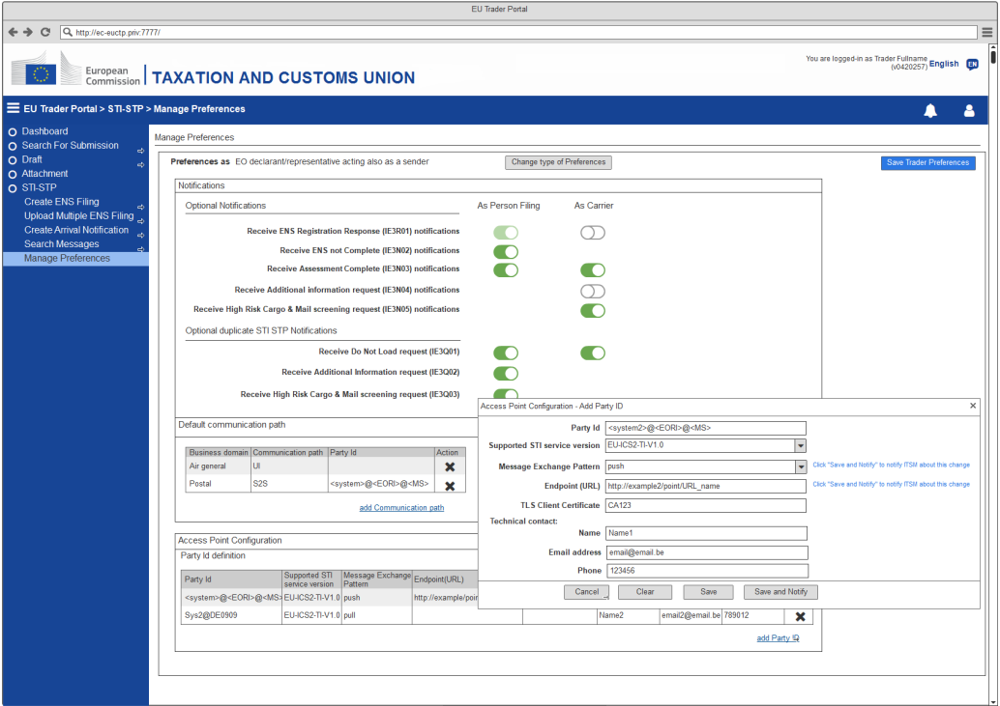 EU Trader Portal
http://ec-euctp.priv:7777/
European Commission
TAXATION AND CUSTOMS UNION
You are logged-in as Trader Fullname
(v0420257)
English EN
EU Trader Portal > STI-STP > Manage Preferences
Dashboard
Search For Submission
Draft
Attachment
STI-STP
Create ENS Filing
Upload Multiple ENS Filing
Create Arrival Notification
Search Messages
Manage Preferences
Manage Preferences
Preferences as EO declarant/representative acting also as a sender
Change type of Preferences
Save Trader Preferences
Notifications
Optional Notifications As Person Filing As Carrier
Receive ENS Registration Response (IE3R01) notifications
Receive ENS not Complete (IE3N02) notifications
Receive Assessment Complete (IE3N03) notifications
Receive Additional information request (IE3N04) notifications
Receive High Risk Cargo & Mail screening request (IE3N05) notifications
Optional duplicate STI STP Notifications
Receive Do Not Load request (IE3Q01)
Receive Additional Information request (IE3Q02)
Receive High Risk Cargo & Mail screening request (IE3Q03)
Default communication path
Business domain Communication path Party Id Action
Air general UI
Postal S2S <system>@<EORI>@<MS>
add Communication path
Access Point Configuration - Add Party ID
Party Id <system2>@<EORI>@<MS>
Supported STI service version EU-ICS2-TI-V1.0
Message Exchange Pattern push Click "Save and Notify" to notify ITSM about this change
Endpoint (URL) http://example2/point/URL_name Click "Save and Notify" to notify ITSM about this change
TLS Client Certificate CA123
Technical contact:
Name Name1
Email address email@email.be
Phone 123456
Cancel Clear Save Save and Notify
Access Point Configuration
Party Id definition
Party Id Supported STI service version Message Exchange Pattern Endpoint(URL)
<system>@<EORI>@<MS> EU-ICS2-TI-V1.0 push http://example/poin
Sys2@DE0909 EU-ICS2-TI-V1.0 pull Name2 email2@email.be 789012
add Party ID